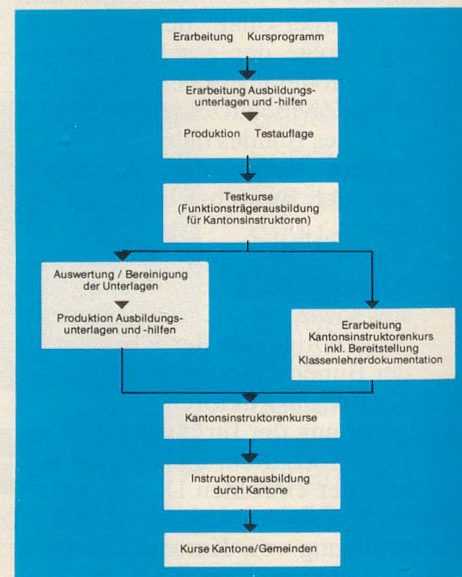 Erarbeitung Kursprogramm
Erarbeitung Ausbildungs-
unterlagen und -hilfen
Produktion Testauflage
Testkurse
(Funktionsträgerausbildung
für Kantonsinstruktoren)
Auswertung / Bereinigung
der Unterlagen
Produktion Ausbildungs-
unterlagen und -hilfen
Erarbeitung
Kantonsinstruktorenkurs
inkl. Bereitstellung
Klassenlehrerdokumentation
Kantonsinstruktorenkurse
Instruktorenausbildung
durch Kantone
Kurse Kantone/Gemeinden